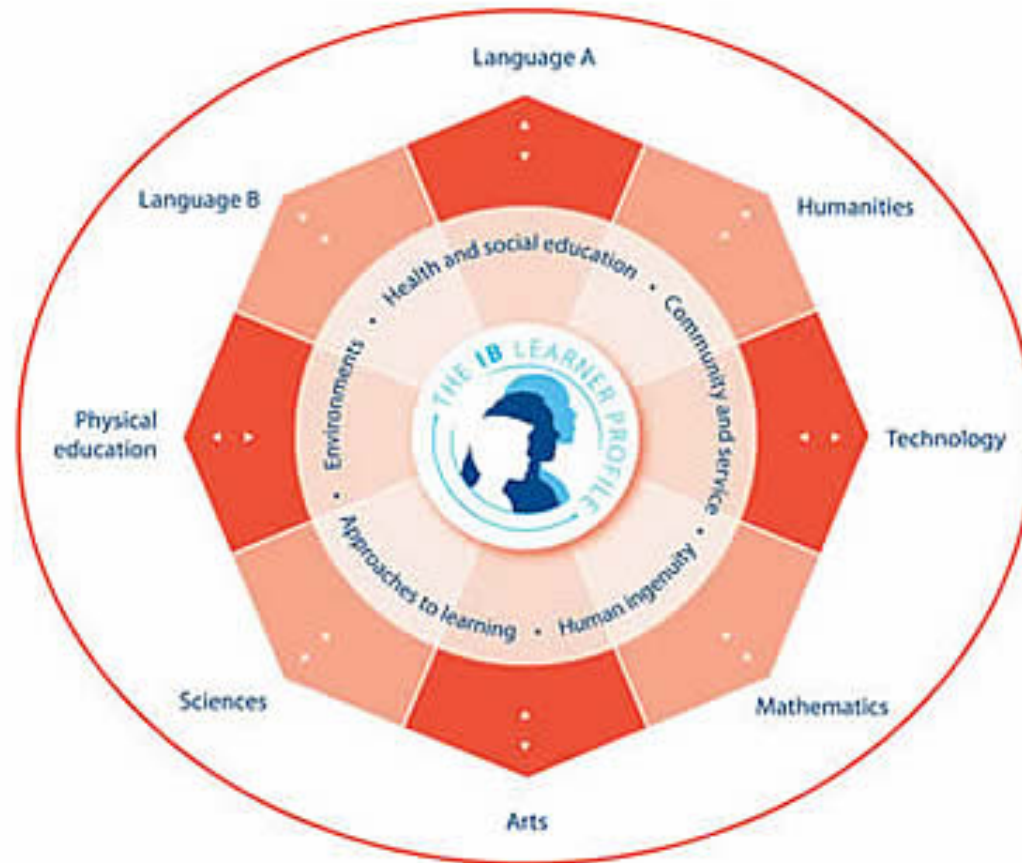 Language A
Language B
Humanities
Health and social education
•
Community and service
•
Environments
•
THE IB LEARNER PROFILE
Physical
education
Technology
•
Approaches to learning
•
Human ingenuity
Sciences
Mathematics
Arts